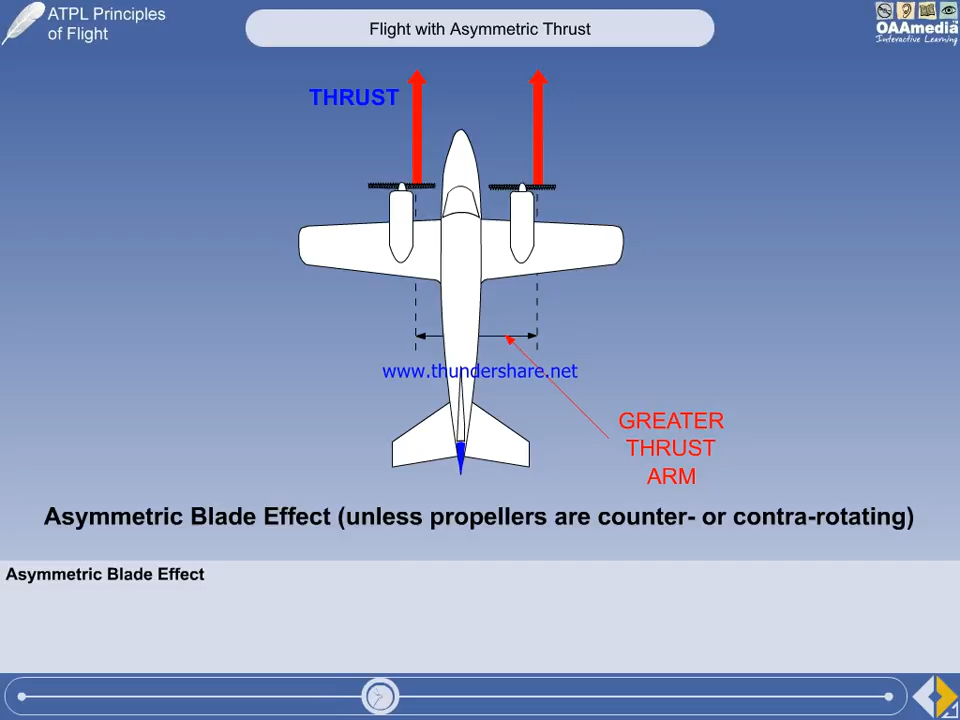 ATPL Principles
of Flight
Flight with Asymmetric Thrust
OAAmedia
Interactive Learning
THRUST
www.thundershare.net
GREATER
THRUST
ARM
Asymmetric Blade Effect (unless propellers are counter- or contra-rotating)
Asymmetric Blade Effect